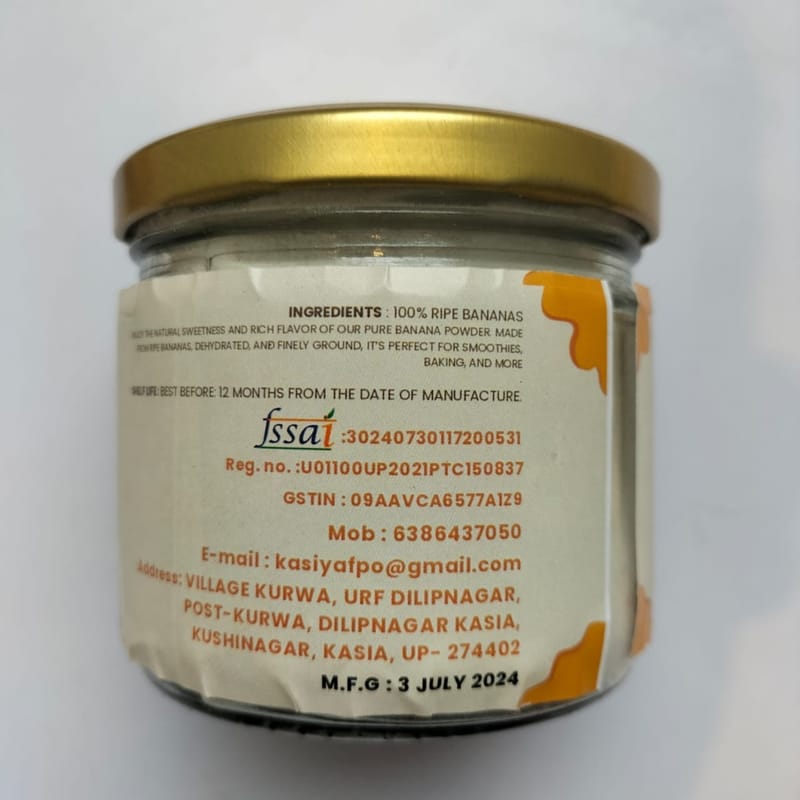 INGREDIENTS : 100% RIPE BANANAS
THE NATURAL SWEETNESS AND RICH FLAVOR OF OUR PURE BANANA POWDER. MADE
FROM RIPE BANANAS, DEHYDRATED, AND FINELY GROUND, IT'S PERFECT FOR SMOOTHIES,
BAKING, AND MORE
SHELF LIFE: BEST BEFORE: 12 MONTHS FROM THE DATE OF MANUFACTURE.
fssai :30240730117200531
Reg. no. :U01100UP2021PTC150837
GSTIN : 09AAVCA6577A1Z9
Mob : 6386437050
E-mail : kasiyafpo@gmail.com
Address: VILLAGE KURWA, URF DILIPNAGAR,
POST-KURWA, DILIPNAGAR KASIA,
KUSHINAGAR, KASIA, UP- 274402
M.F.G : 3 JULY 2024